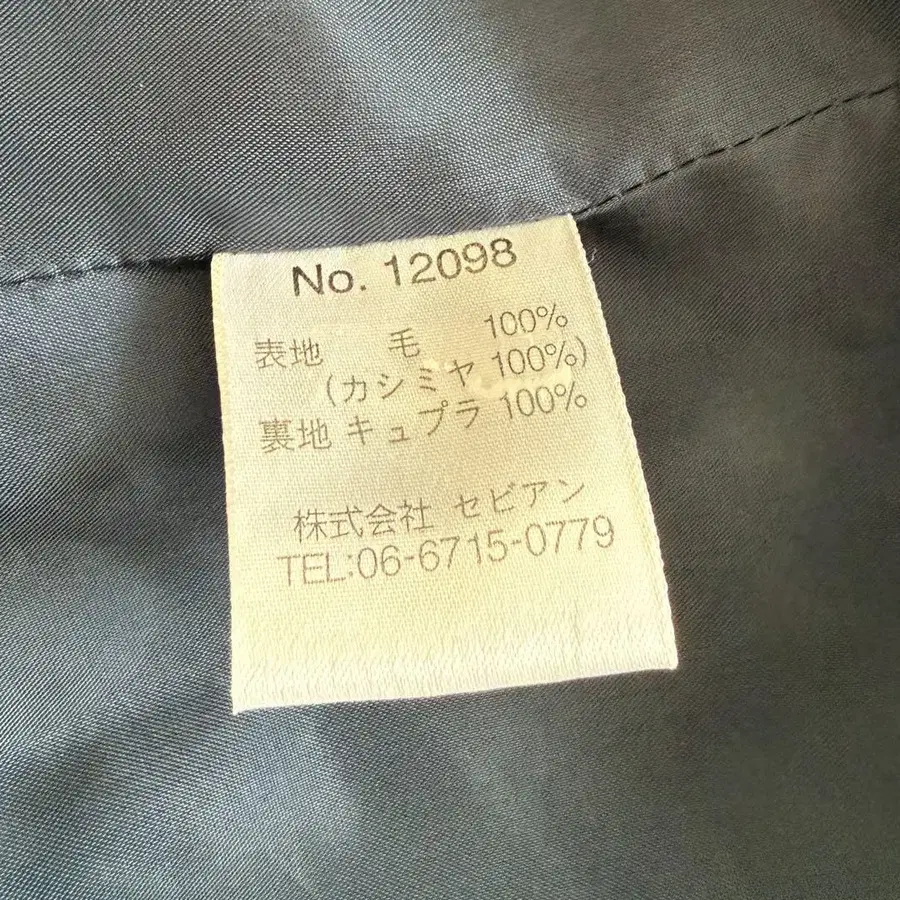 No. 12098
表地 毛 100%
(カシミヤ 100%)
裏地 キュプラ 100%
株式会社 セビアン
TEL:06-6715-0779